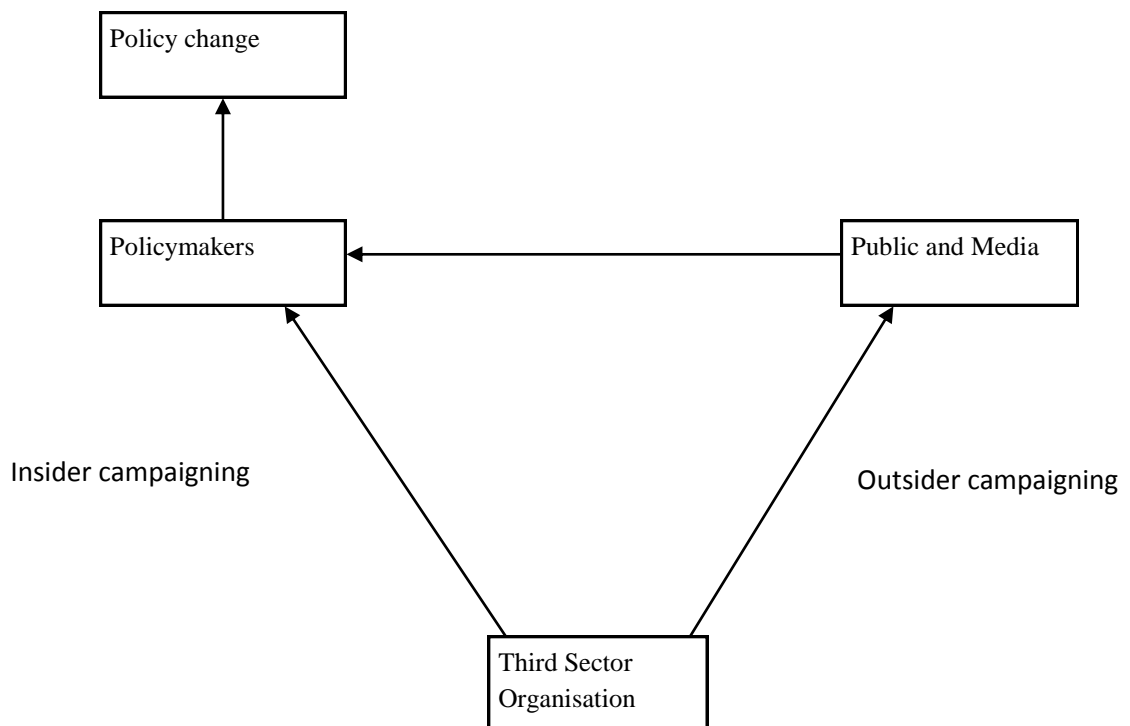 Policy change
Policymakers
Public and Media
Insider campaigning
Outsider campaigning
Third Sector
Organisation